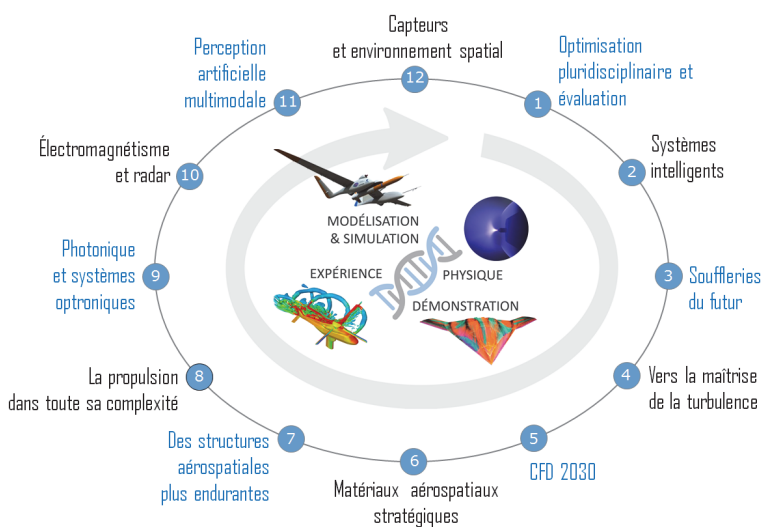 Capteurs
et environnement spatial
12
Optimisation
pluridisciplinaire et
évaluation
1
Systèmes
intelligents
2
Souffleries
du futur
3
Vers la maîtrise
de la turbulence
4
CFD 2030
5
Matériaux aérospatiaux
stratégiques
6
Des structures
aérospatiales
plus endurantes
7
La propulsion
dans toute sa complexité
8
Photonique
et systèmes
optroniques
9
Électromagnétisme
et radar
10
Perception
artificielle
multimodale
11
MODÉLISATION
& SIMULATION
EXPÉRIENCE
PHYSIQUE
DÉMONSTRATION